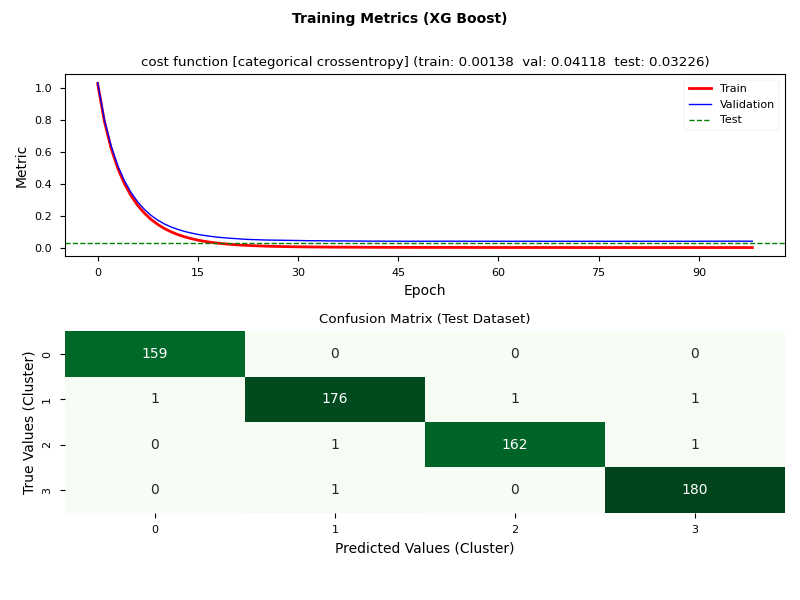 Training Metrics (XG Boost)
cost function [categorical crossentropy] (train: 0.00138  val: 0.04118  test: 0.03226)
1.0
0.8
0.6
0.4
0.2
0.0
Metric
Train
Validation
Test
0 15 30 45 60 75 90
Epoch
Confusion Matrix (Test Dataset)
True Values (Cluster)
0 159 0 0 0
1 1 176 1 1
2 0 1 162 1
3 0 1 0 180
0 1 2 3
Predicted Values (Cluster)